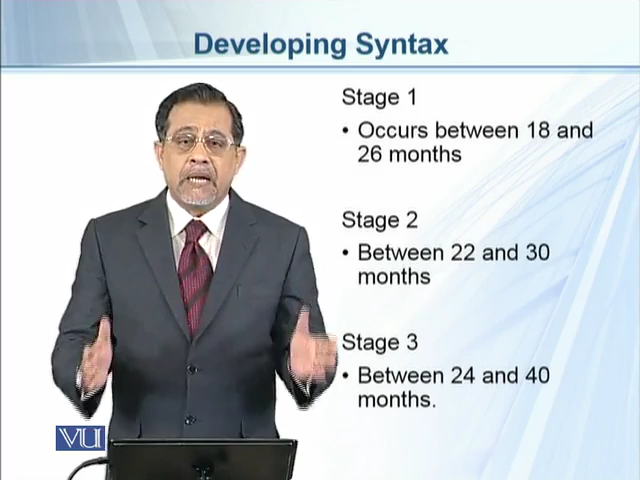 Developing Syntax
Stage 1
• Occurs between 18 and
26 months
Stage 2
• Between 22 and 30
months
Stage 3
• Between 24 and 40
months.
VU